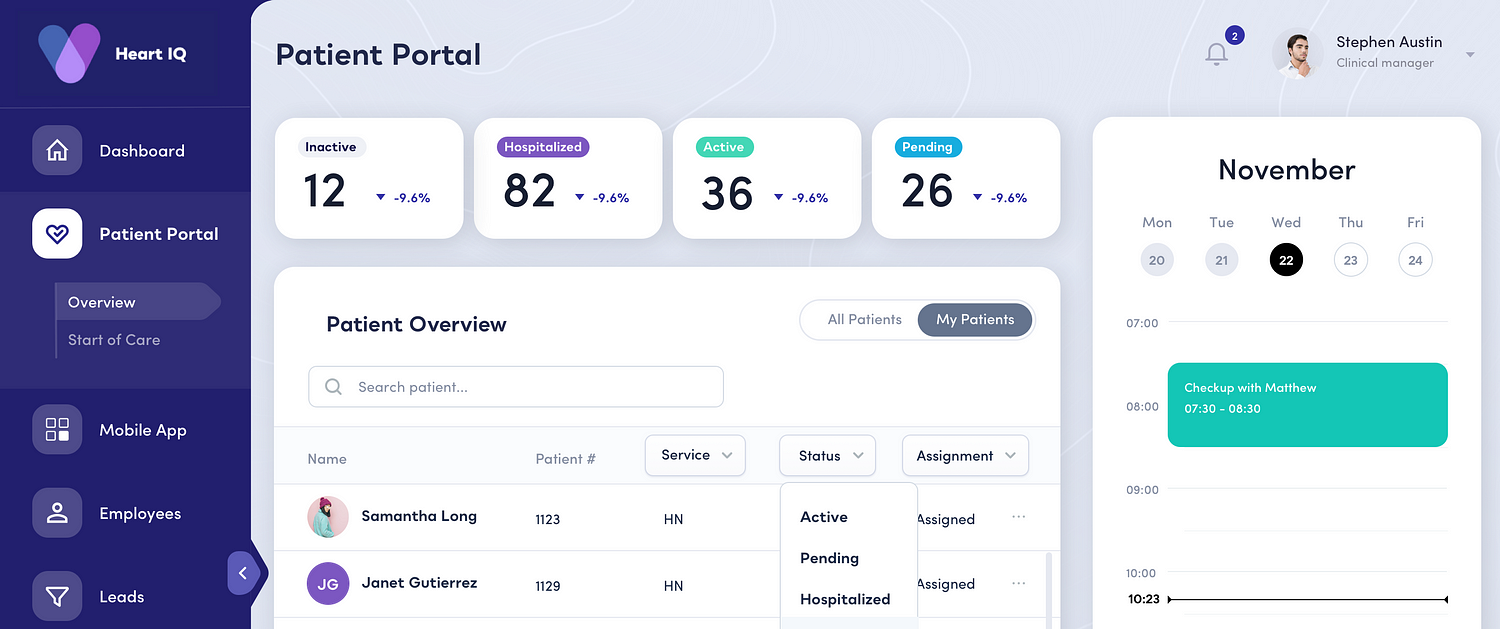 Heart IQ
Dashboard
Patient Portal
Overview
Start of Care
Mobile App
Employees
Leads
Patient Portal
2
Stephen Austin
Clinical manager
Inactive
12 -9.6%
Hospitalized
82 -9.6%
Active
36 -9.6%
Pending
26 -9.6%
Patient Overview
All Patients My Patients
Search patient...
Name Patient # Service Status Assignment
Samantha Long 1123 HN Assigned ...
Janet Gutierrez 1129 HN Assigned ...
JG
Active
Pending
Hospitalized
November
Mon Tue Wed Thu Fri
20 21 22 23 24
07:00
Checkup with Matthew
07:30 - 08:30
08:00
09:00
10:00
10:23